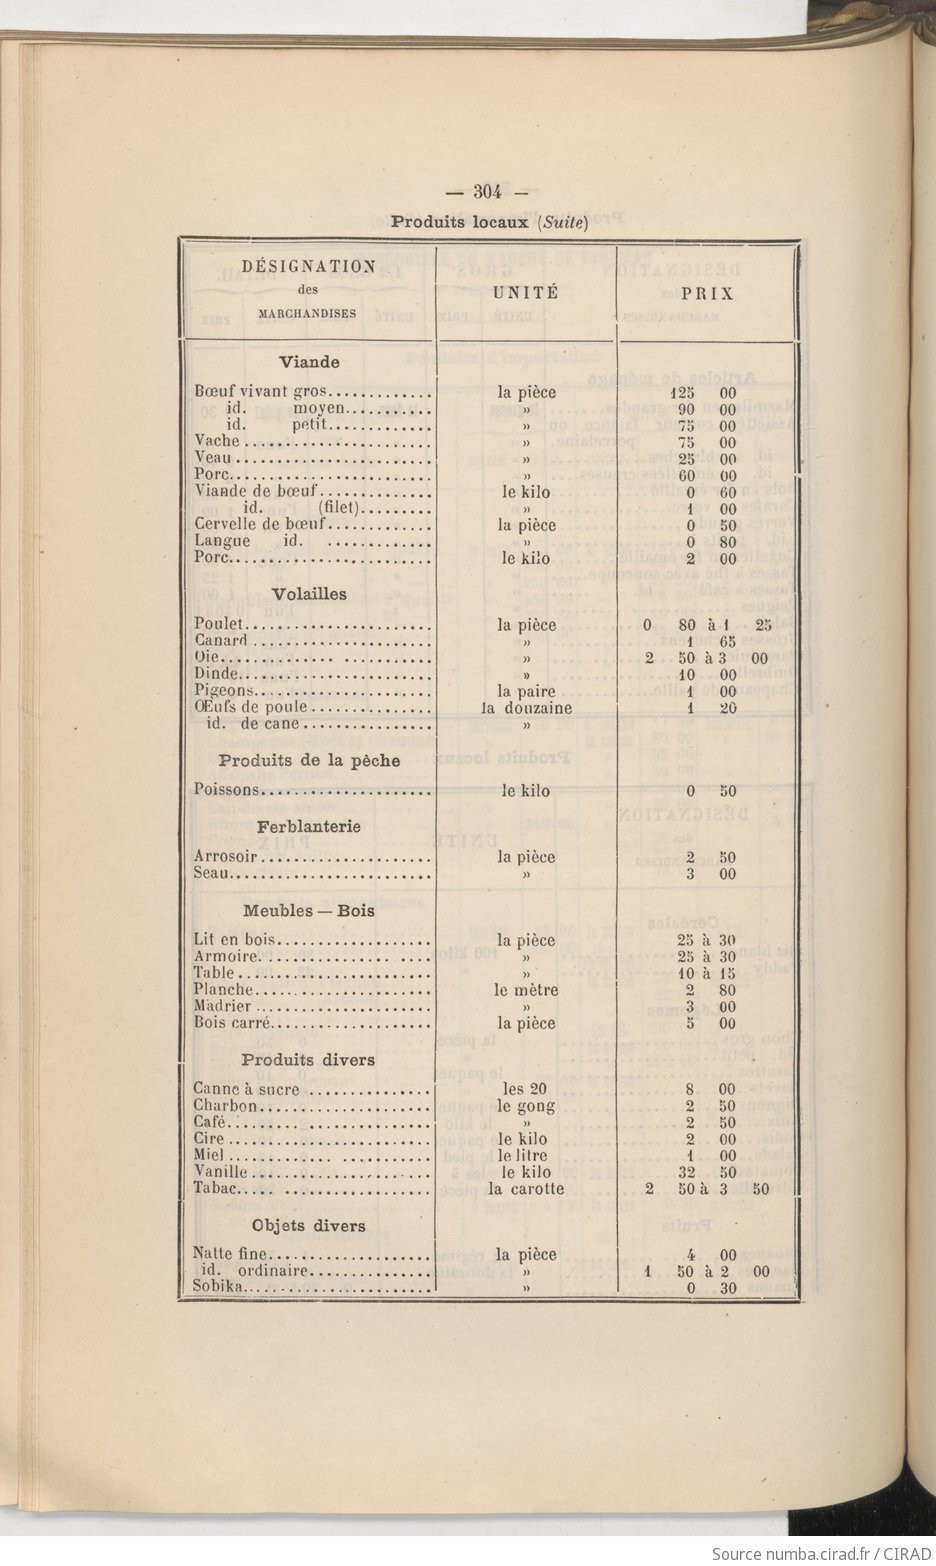 — 304 —
Produits locaux (Suite)
DÉSIGNATION
des
MARCHANDISES
UNITÉ
PRIX
Viande
Bœuf vivant gros............. la pièce 125 00
id. moyen........... » 90 00
id. petit............. » 75 00
Vache ....................... » 75 00
Veau ........................ » 25 00
Porc......................... » 60 00
Viande de bœuf.............. le kilo 0 60
id. (filet)......... » 1 00
Cervelle de bœuf............. la pièce 0 50
Langue id. ............. » 0 80
Porc......................... le kilo 2 00
Volailles
Poulet....................... la pièce 0 80 à 1 25
Canard ...................... » 1 65
Oie.............. ........... » 2 50 à 3 00
Dinde........................ » 10 00
Pigeons...................... la paire 1 00
Œufs de poule ............... la douzaine 1 20
id. de cane ................ »
Produits de la pêche
Poissons..................... le kilo 0 50
Ferblanterie
Arrosoir ..................... la pièce 2 50
Seau......................... » 3 00
Meubles — Bois
Lit en bois................... la pièce 25 à 30
Armoire................ .... » 25 à 30
Table ........................ » 10 à 15
Planche...................... le mètre 2 80
Madrier ...................... » 3 00
Bois carré.................... la pièce 5 00
Produits divers
Canne à sucre ............... les 20 8 00
Charbon..................... le gong 2 50
Café......... ............... » 2 50
Cire ......................... le kilo 2 00
Miel ............. ........... le litre 1 00
Vanille ...................... le kilo 32 50
Tabac..... .................. la carotte 2 50 à 3 50
Objets divers
Natte fine.................... la pièce 4 00
id. ordinaire............... » 1 50 à 2 00
Sobika....................... » 0 30
Source numba.cirad.fr / CIRAD